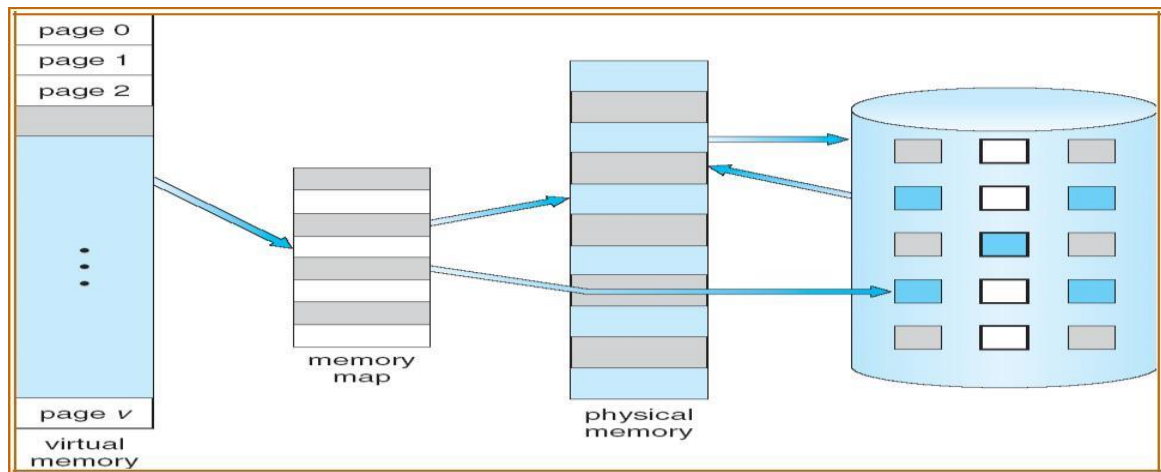 page 0
page 1
page 2
page v
virtual
memory
memory
map
physical
memory